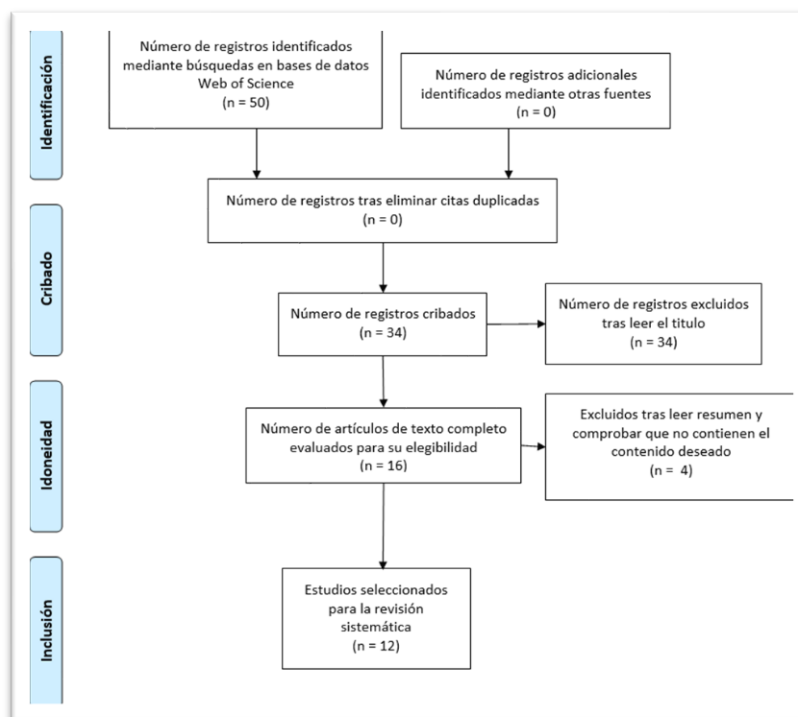 Identificación
Número de registros identificados
mediante búsquedas en bases de datos
Web of Science
(n = 50)
Número de registros adicionales
identificados mediante otras fuentes
(n = 0)
Número de registros tras eliminar citas duplicadas
(n = 0)
Cribado
Número de registros cribados
(n = 34)
Número de registros excluidos
tras leer el titulo
(n = 34)
Idoneidad
Número de artículos de texto completo
evaluados para su elegibilidad
(n = 16)
Excluidos tras leer resumen y
comprobar que no contienen el
contenido deseado
(n = 4)
Inclusión
Estudios seleccionados
para la revisión
sistemática
(n = 12)